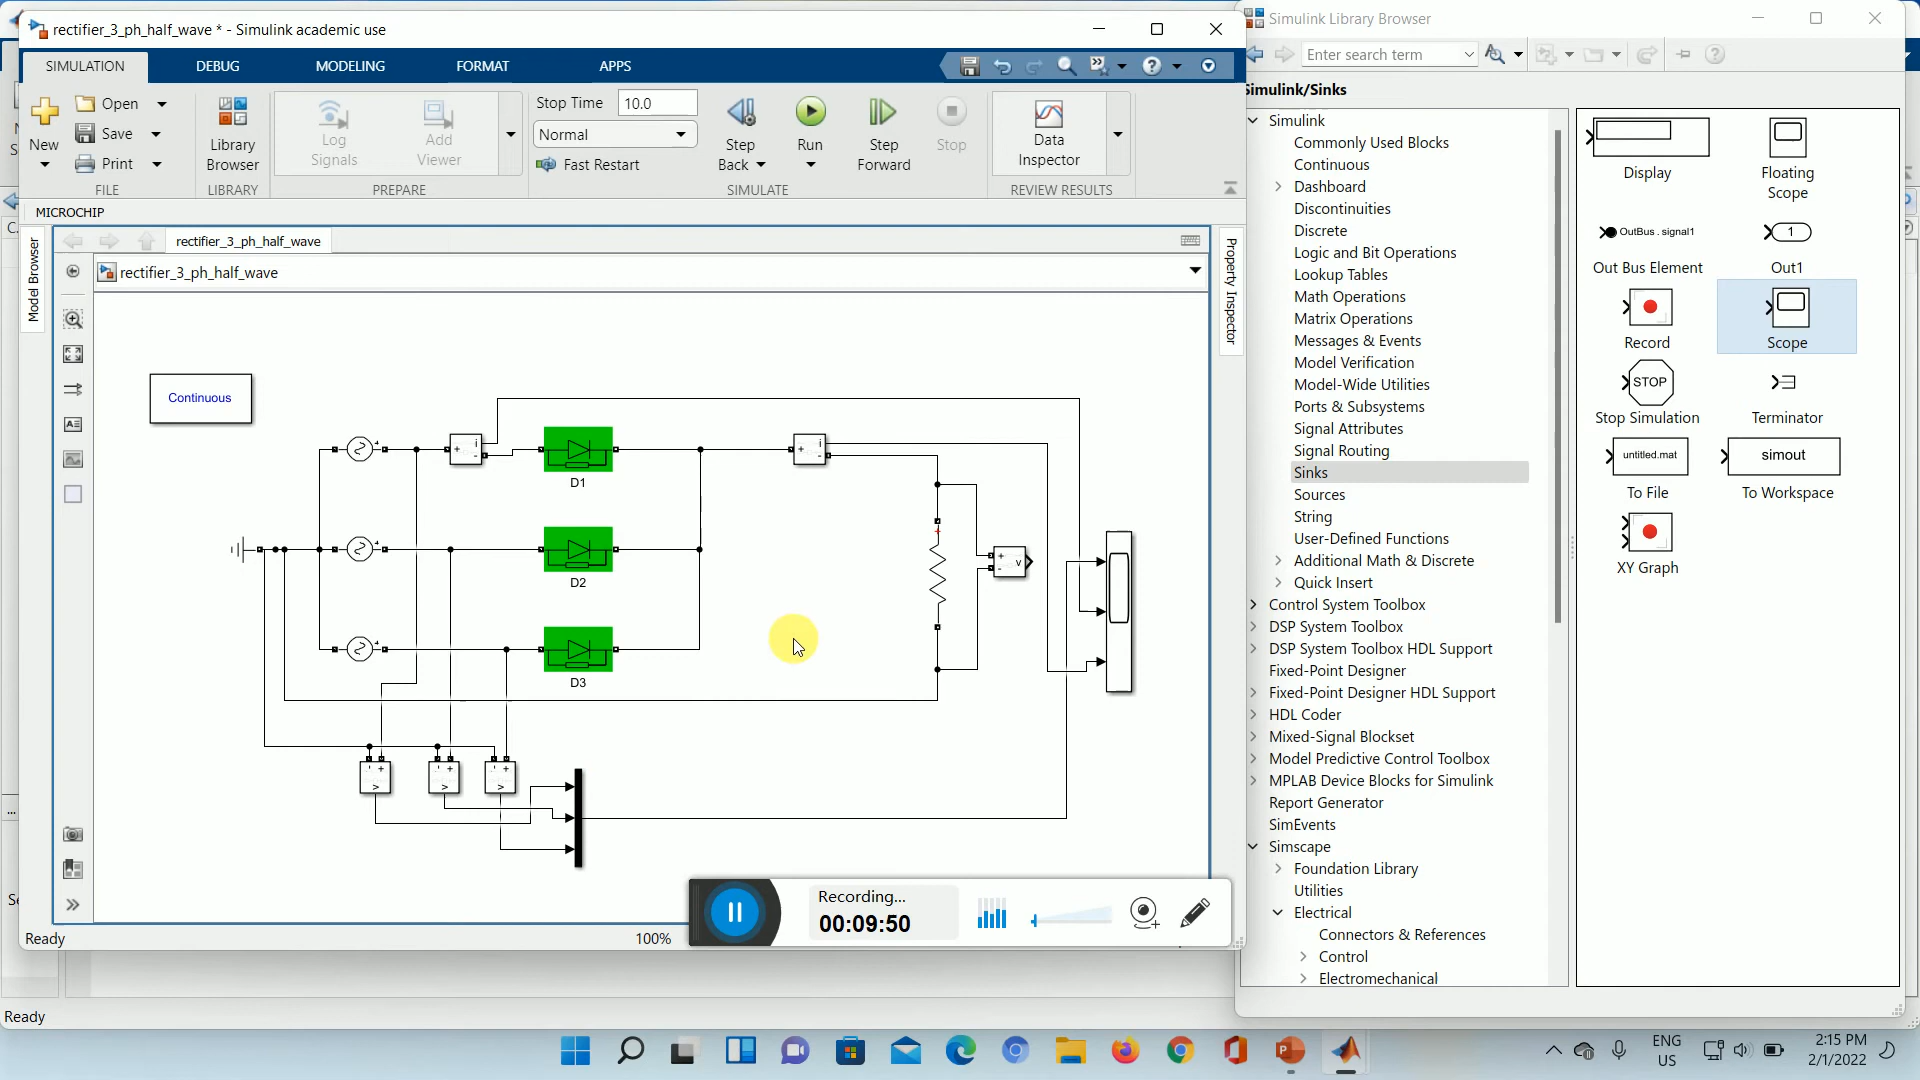 rectifier_3_ph_half_wave * - Simulink academic use
SIMULATION
DEBUG
MODELING
FORMAT
APPS
New
Open
Save
Print
FILE
Library
Browser
LIBRARY
Log
Signals
Add
Viewer
PREPARE
Stop Time 10.0
Normal
Fast Restart
Step
Back
Run
Step
Forward
Stop
SIMULATE
Data
Inspector
REVIEW RESULTS
MICROCHIP
Model Browser
rectifier_3_ph_half_wave
rectifier_3_ph_half_wave
Property Inspector
Continuous
D1
D2
D3
i
i
v
Recording...
00:09:50
Ready
100%
Ready
Simulink Library Browser
Enter search term
Simulink/Sinks
Simulink
Commonly Used Blocks
Continuous
Dashboard
Discontinuities
Discrete
Logic and Bit Operations
Lookup Tables
Math Operations
Matrix Operations
Messages & Events
Model Verification
Model-Wide Utilities
Ports & Subsystems
Signal Attributes
Signal Routing
Sinks
Sources
String
User-Defined Functions
Additional Math & Discrete
Quick Insert
Control System Toolbox
DSP System Toolbox
DSP System Toolbox HDL Support
Fixed-Point Designer
Fixed-Point Designer HDL Support
HDL Coder
Mixed-Signal Blockset
Model Predictive Control Toolbox
MPLAB Device Blocks for Simulink
Report Generator
SimEvents
Simscape
Foundation Library
Utilities
Electrical
Connectors & References
Control
Electromechanical
Display
Floating
Scope
OutBus . signal1
1
Out Bus Element
Out1
Record
Scope
STOP
Stop Simulation
Terminator
untitled.mat
simout
To File
To Workspace
XY Graph
ENG
US
2:15 PM
2/1/2022